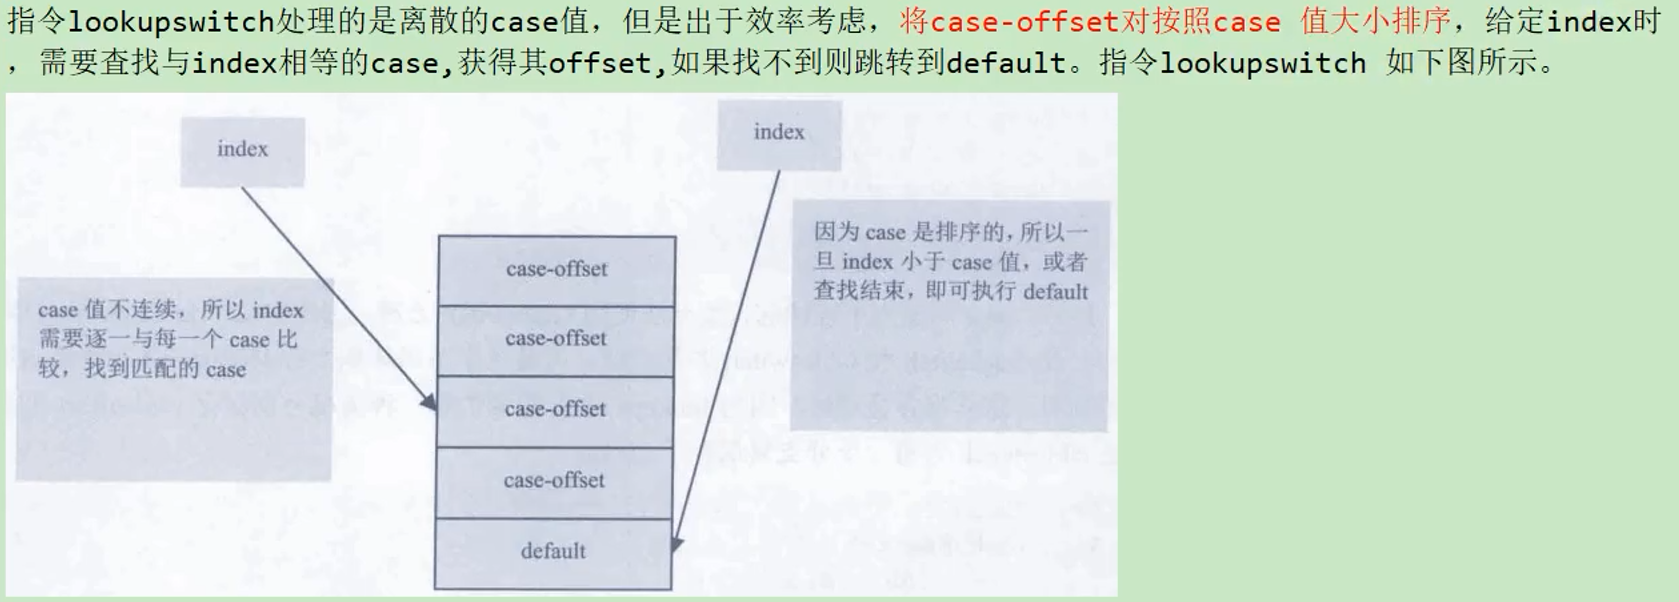 指令lookupswitch处理的是离散的case值，但是出于效率考虑，将case-offset对按照case 值大小排序，给定index时
，需要查找与index相等的case,获得其offset,如果找不到则跳转到default。指令lookupswitch 如下图所示。
index
index
case 值不连续，所以 index
需要逐一与每一个 case 比
较，找到匹配的 case
case-offset
case-offset
case-offset
case-offset
default
因为 case 是排序的，所以一
旦 index 小于 case 值，或者
查找结束，即可执行 default